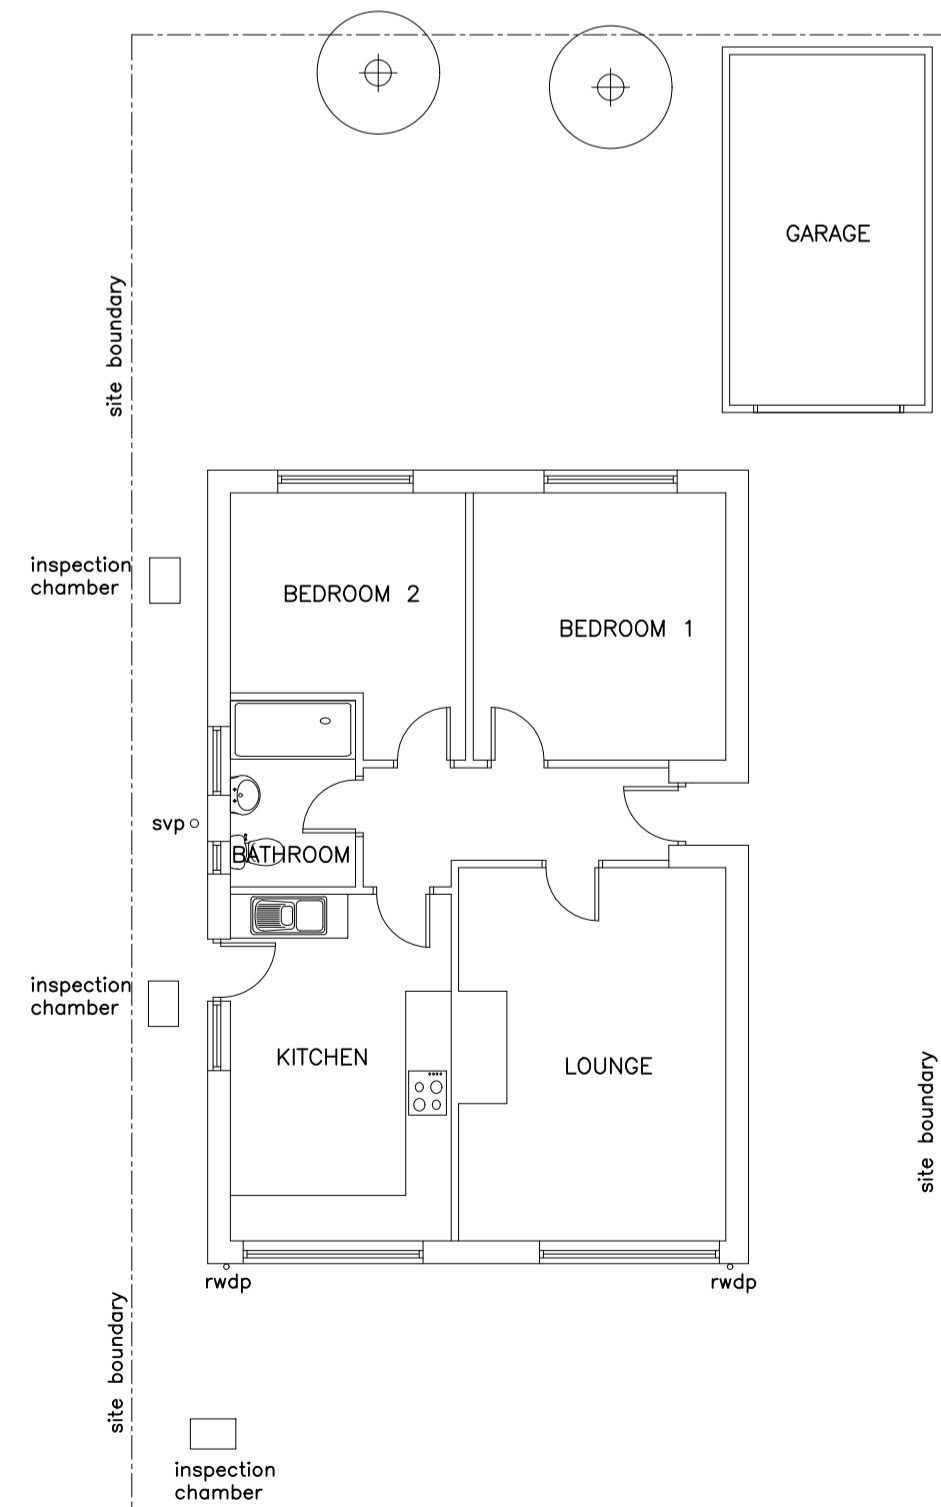 GARAGE
site boundary
inspection
chamber
BEDROOM 2
BEDROOM 1
svp
BATHROOM
inspection
chamber
KITCHEN
LOUNGE
site boundary
rwdp
rwdp
site boundary
inspection
chamber